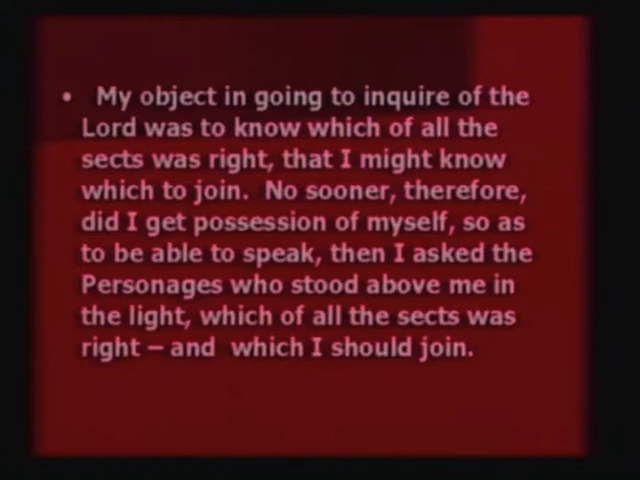 • My object in going to inquire of the
Lord was to know which of all the
sects was right, that I might know
which to join. No sooner, therefore,
did I get possession of myself, so as
to be able to speak, then I asked the
Personages who stood above me in
the light, which of all the sects was
right – and which I should join.